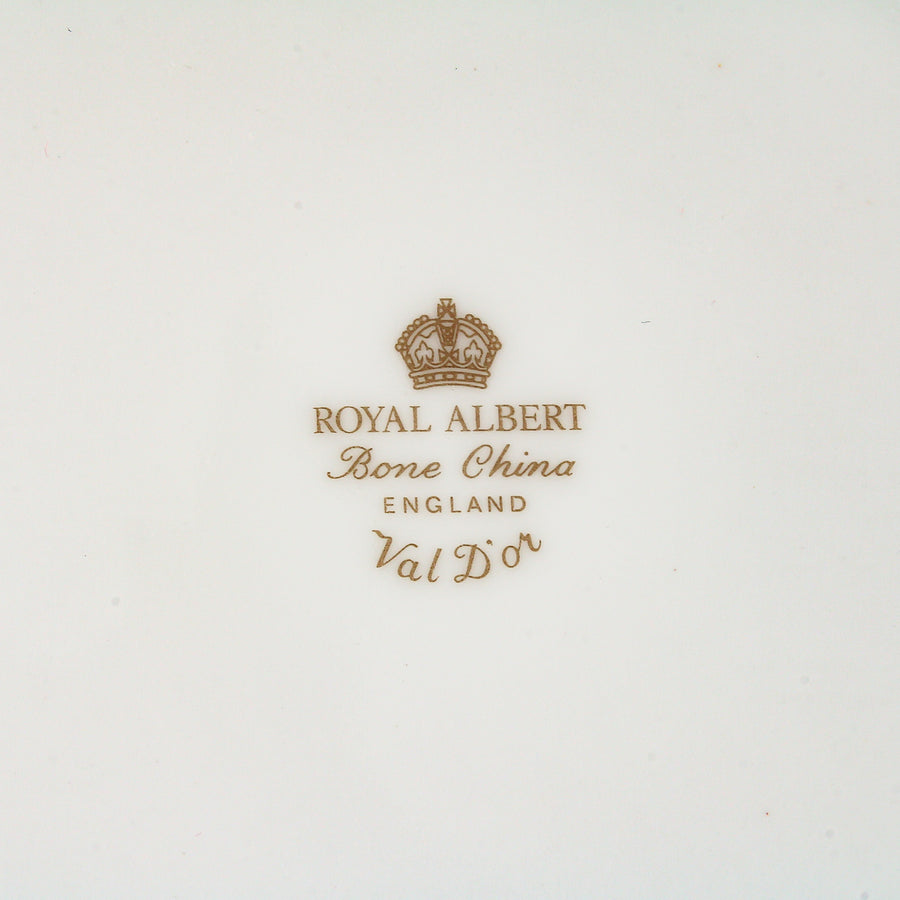 ROYAL ALBERT
Bone China
ENGLAND
Val D'or